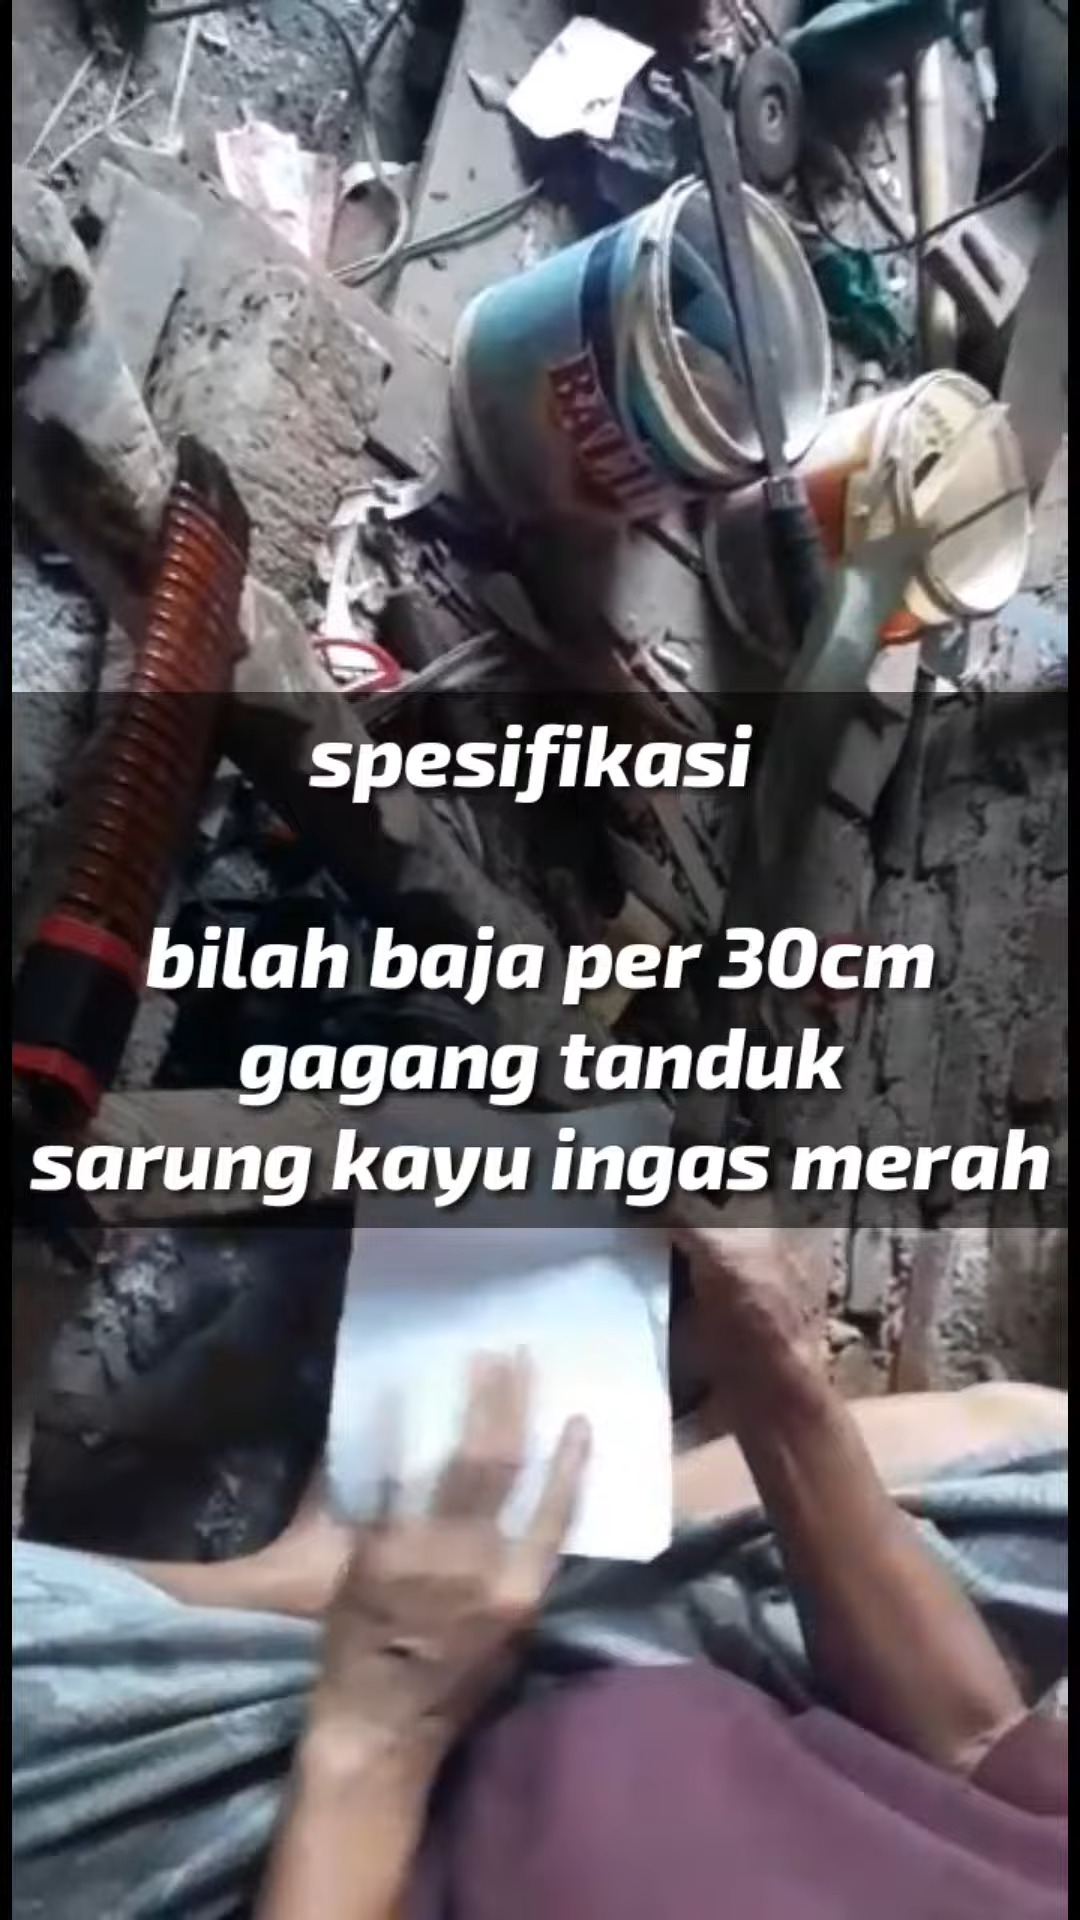 spesifikasi
bilah baja per 30cm
gagang tanduk
sarung kayu ingas merah